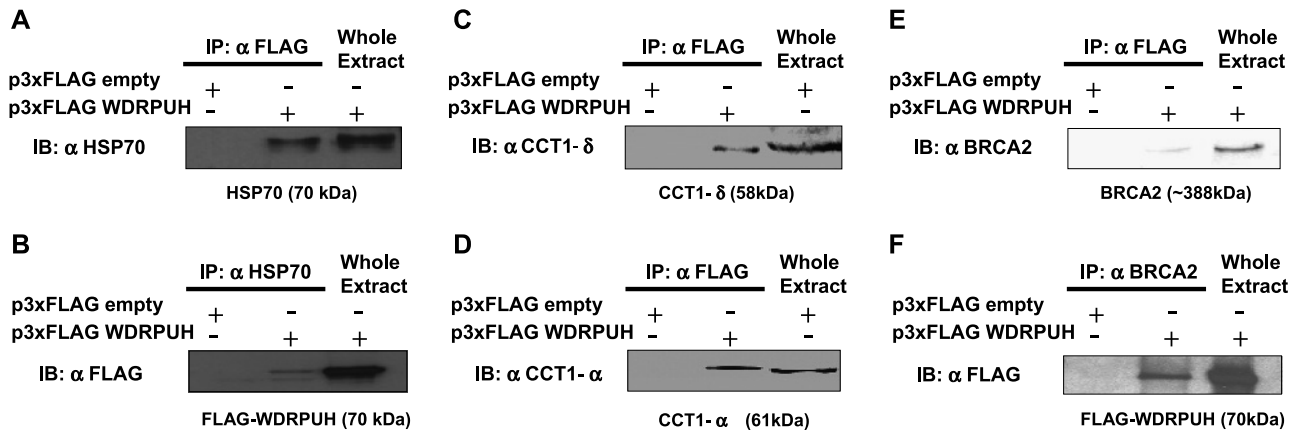 A
IP: α FLAG
Whole
Extract
p3xFLAG empty + - -
p3xFLAG WDRPUH - + +
IB: α HSP70
HSP70 (70 kDa)
B
IP: α HSP70
Whole
Extract
p3xFLAG empty + - -
p3xFLAG WDRPUH - + +
IB: α FLAG
FLAG-WDRPUH (70 kDa)
C
IP: α FLAG
Whole
Extract
p3xFLAG empty + - +
p3xFLAG WDRPUH - + -
IB: α CCT1- δ
CCT1- δ (58kDa)
D
IP: α FLAG
Whole
Extract
p3xFLAG empty + - +
p3xFLAG WDRPUH - + -
IB: α CCT1- α
CCT1- α (61kDa)
E
IP: α FLAG
Whole
Extract
p3xFLAG empty + - -
p3xFLAG WDRPUH - + +
IB: α BRCA2
BRCA2 (~388kDa)
F
IP: α BRCA2
Whole
Extract
p3xFLAG empty + - -
p3xFLAG WDRPUH - + +
IB: α FLAG
FLAG-WDRPUH (70kDa)